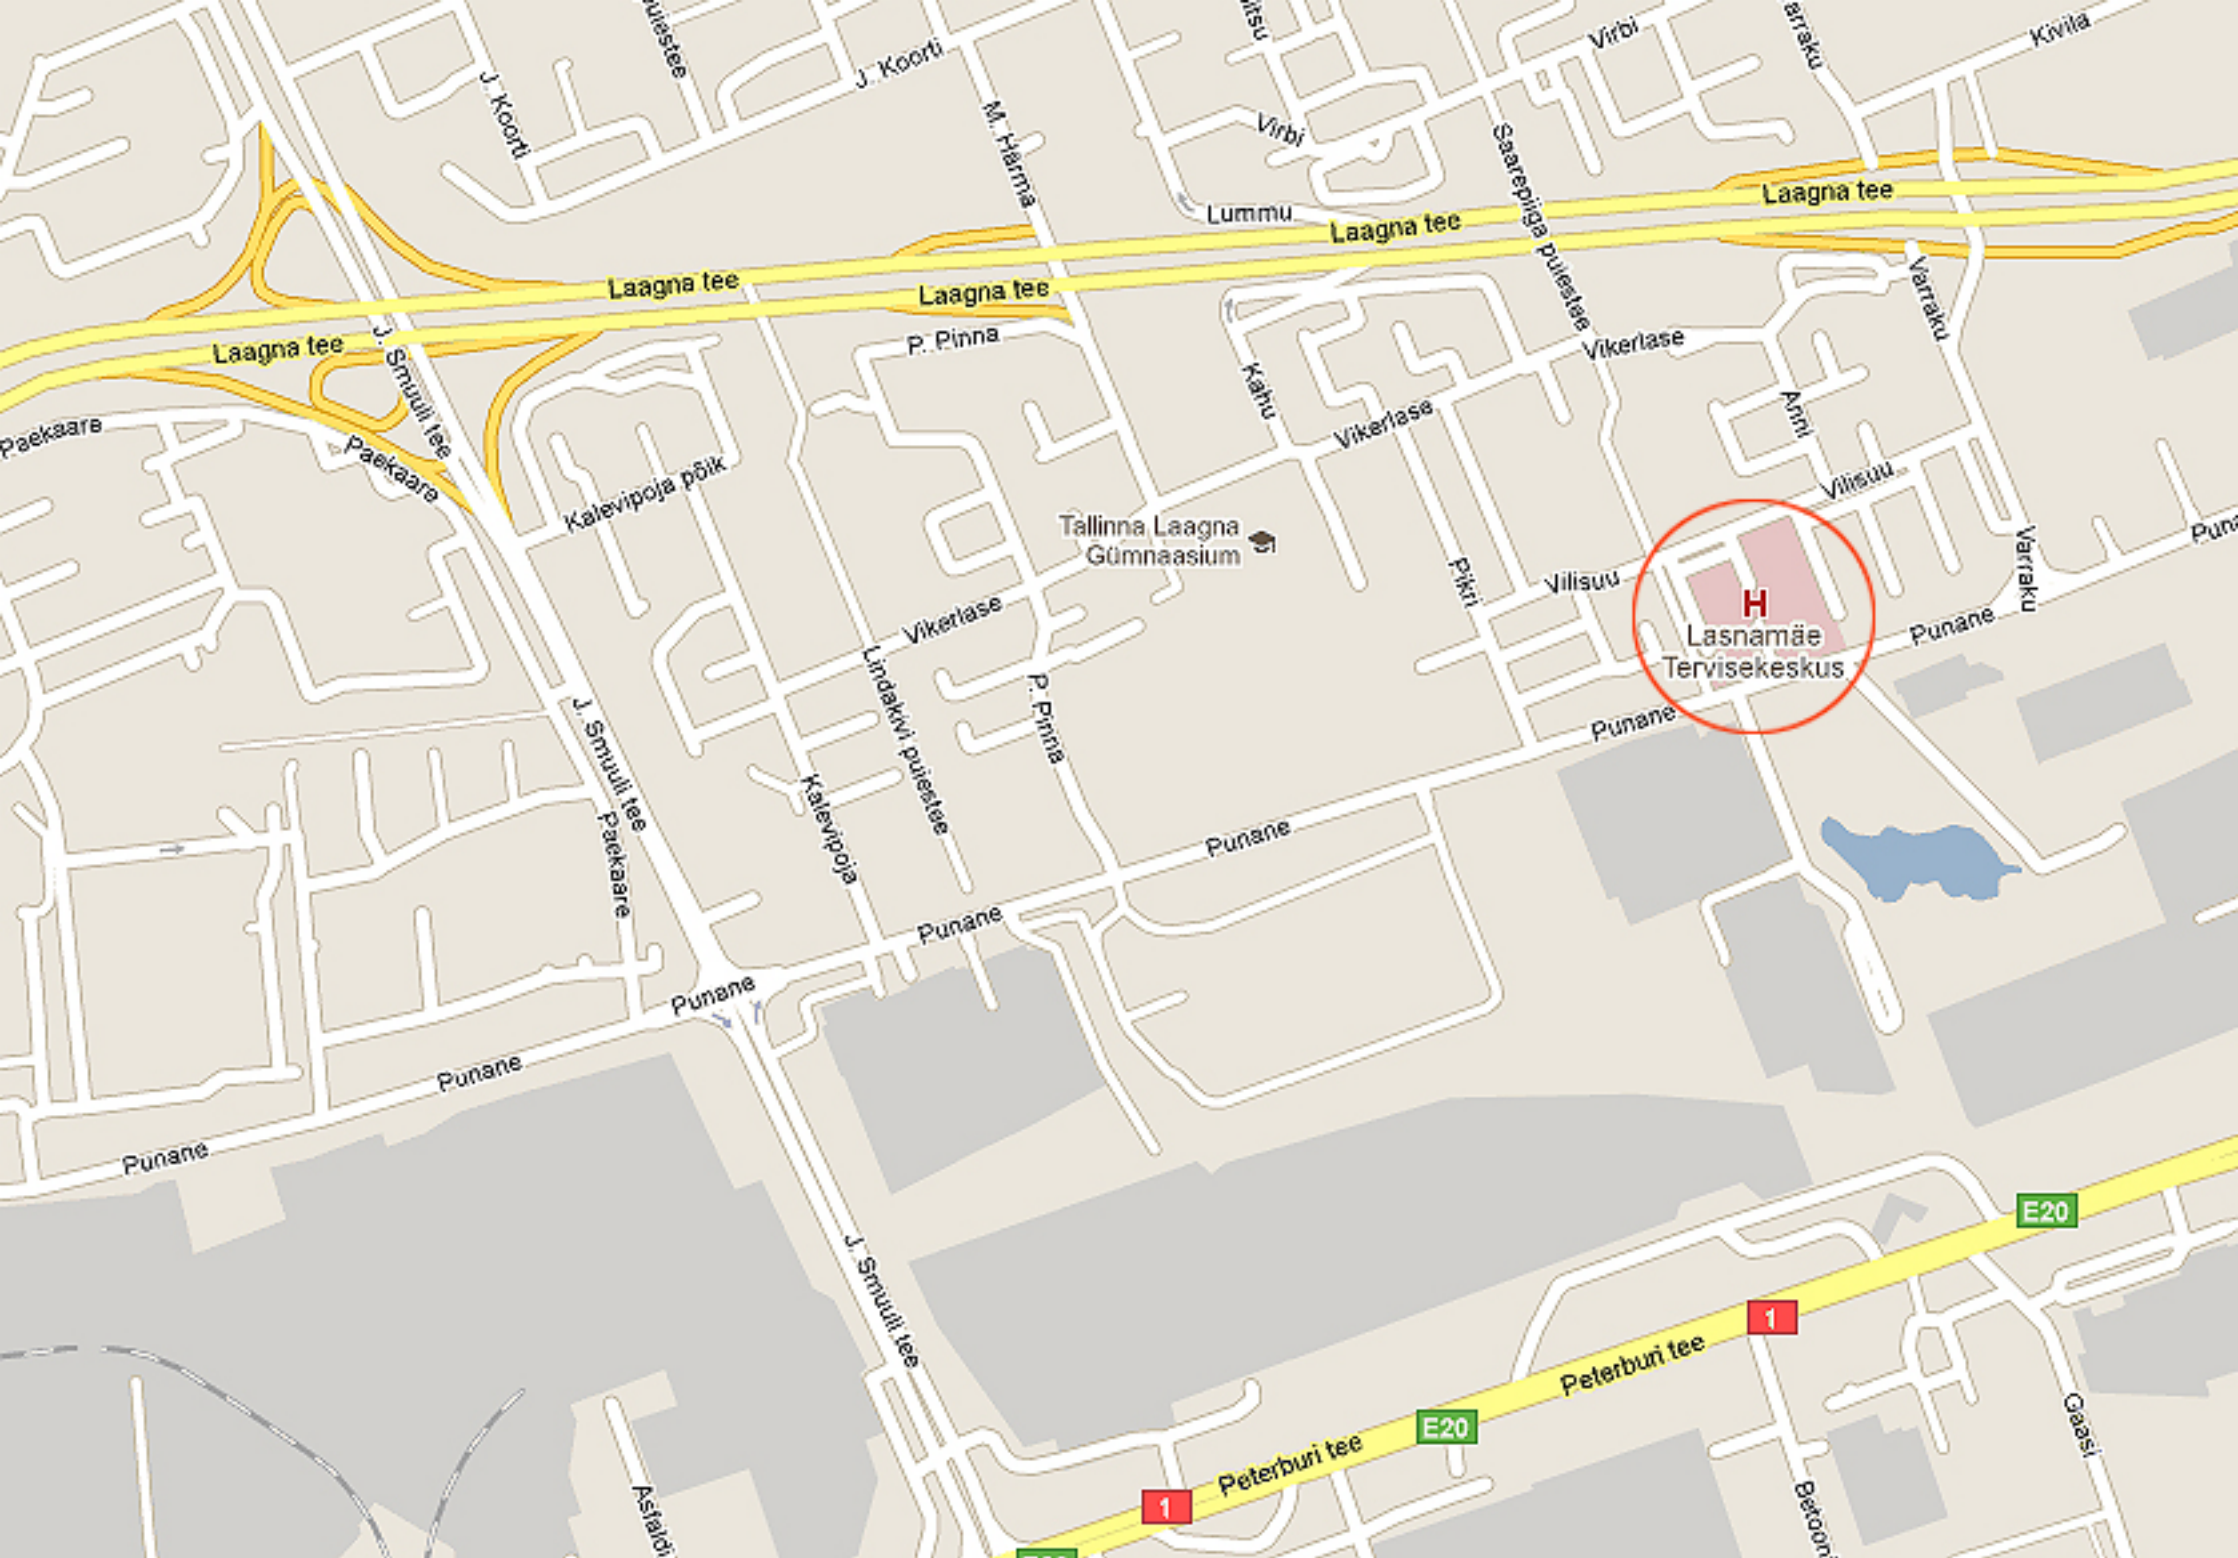 puiestee
J. Koorti
J. Koorti
M. Härma
Virbi
Virbi
Kivila
Saarepiiga puiestee
Lummu
Laagna tee
Laagna tee
Laagna tee
Laagna tee
Laagna tee
J. Smuuli tee
P. Pinna
Kahu
Vikerlase
Varraku
Paekaare
Paekaare
Kalevipoja põik
Vikerlase
Anni
Vilisuu
Tallinna Laagna
Gümnaasium
Pikri
Vilisuu
Varraku
H
Lasnamäe
Tervisekeskus
Punane
Vikerlase
Lindakivi puiestee
P. Pinna
J. Smuuli tee
Punane
Paekaare
Kalevipoja
Punane
Punane
Punane
Punane
Punane
J. Smuuli tee
E20
1
Peterburi tee
E20
Peterburi tee
1
Gaasi
Asfaldi